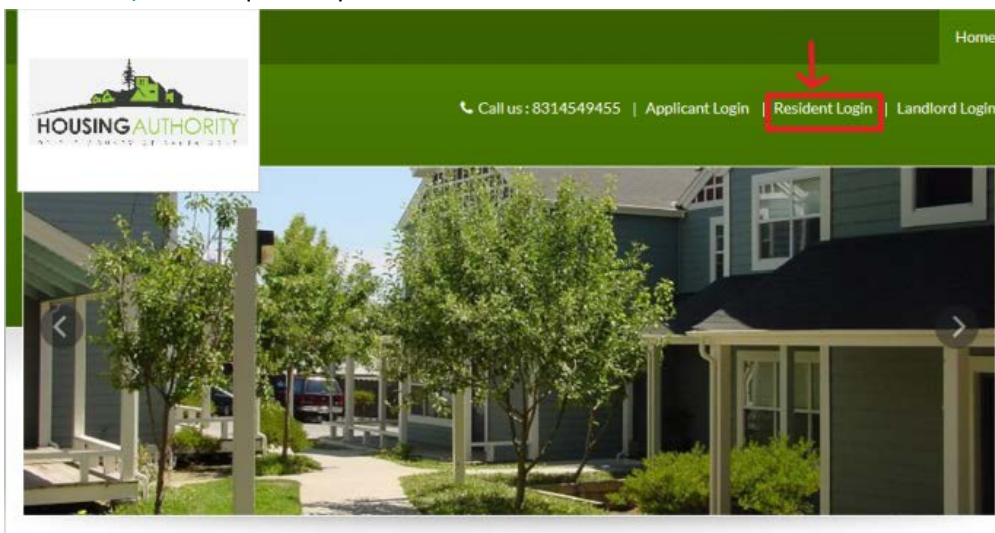 Home
Call us : 8314549455 | Applicant Login | Resident Login | Landlord Login
HOUSING AUTHORITY